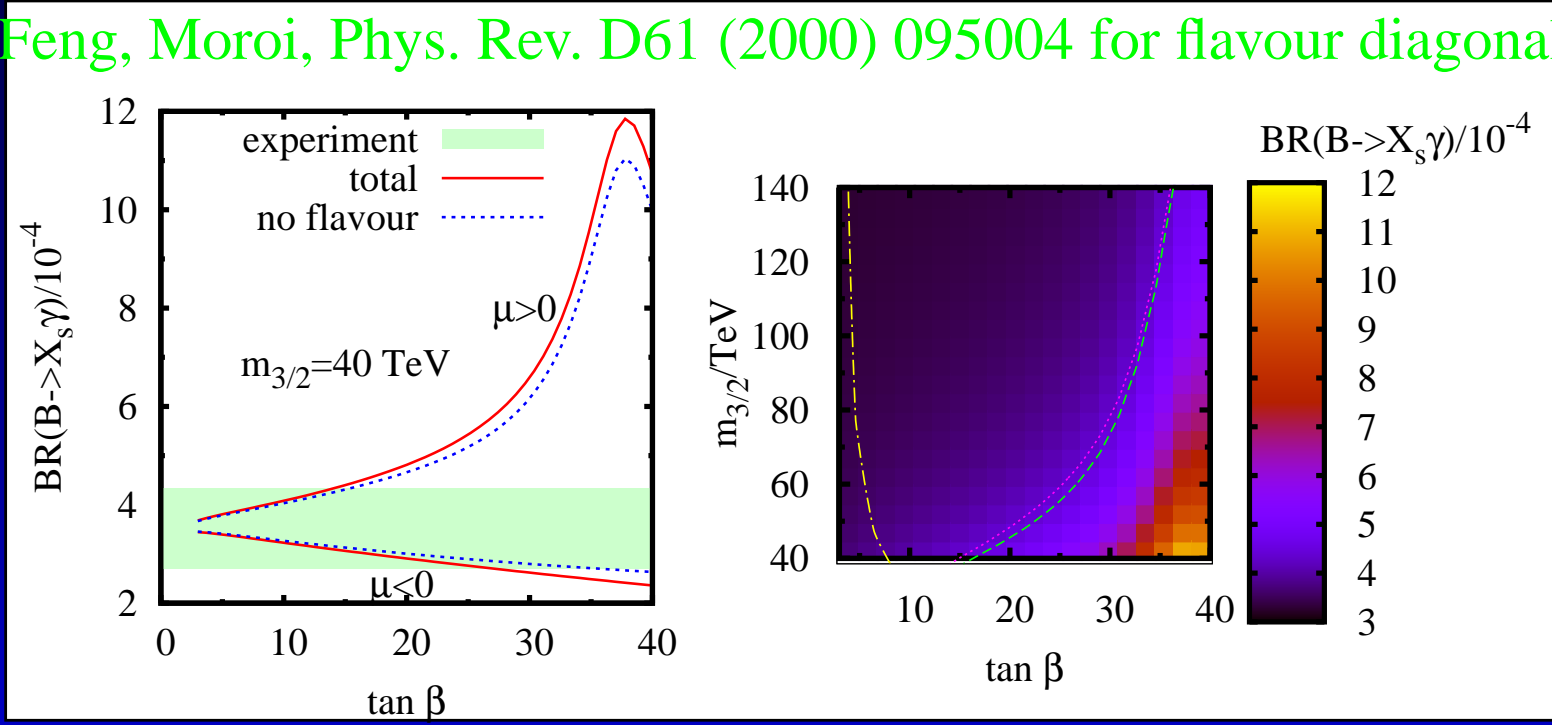 Feng, Moroi, Phys. Rev. D61 (2000) 095004 for flavour diagonal
12
10
8
6
4
2
BR(B->X_sγ)/10^-4
experiment
total
no flavour
μ>0
m_3/2=40 TeV
μ<0
0 10 20 30 40
tan β
BR(B->X_sγ)/10^-4
140
120
100
80
60
40
m_3/2/TeV
10 20 30 40
tan β
12
11
10
9
8
7
6
5
4
3